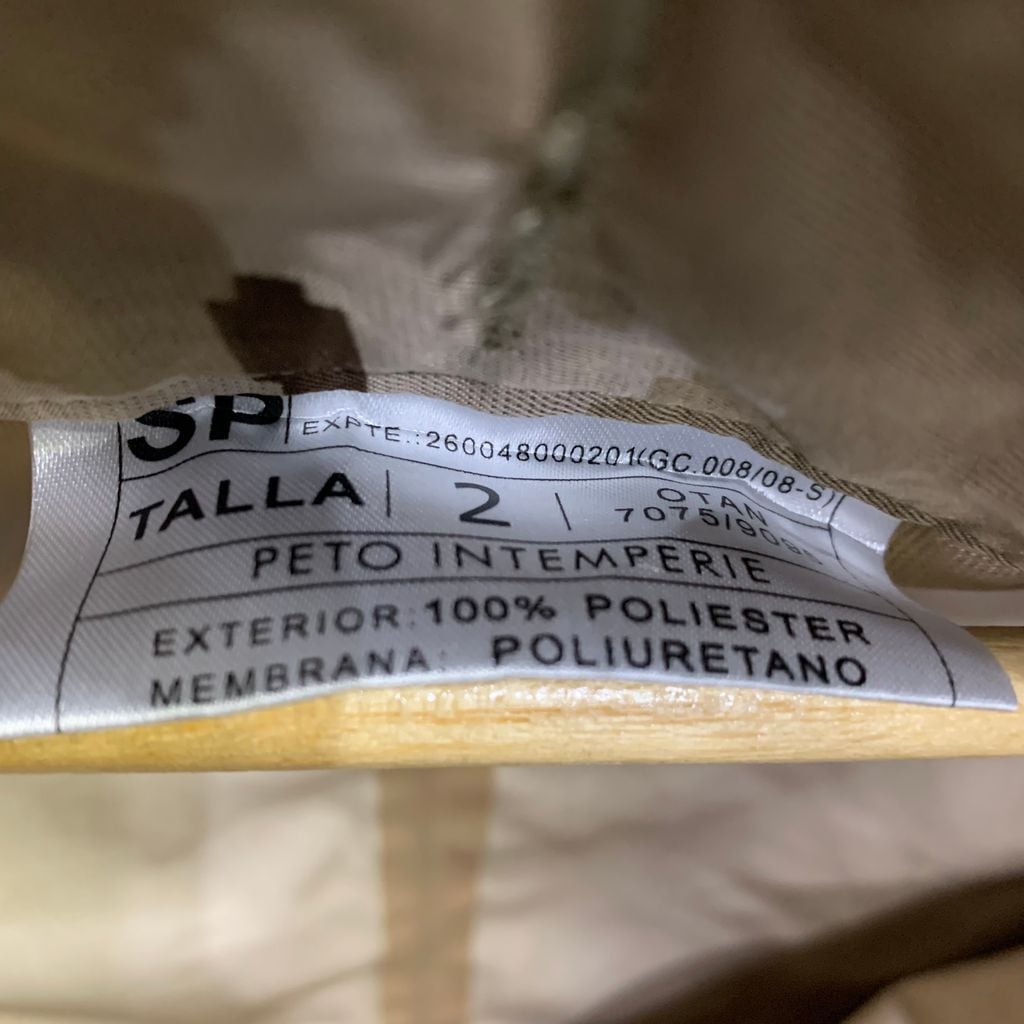 SP EXPTE.: 260048000201(GC.008/08-S)
TALLA 2 OTAN
PETO INTEMPERIE
EXTERIOR: 100% POLIESTER
MEMBRANA: POLIURETANO